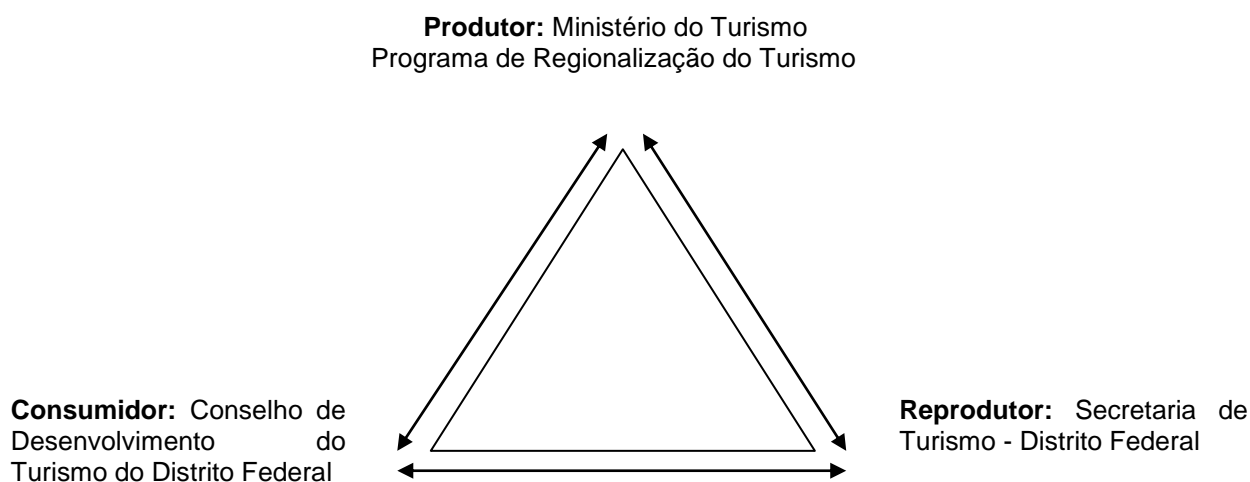 Produtor: Ministério do Turismo
Programa de Regionalização do Turismo
Consumidor: Conselho de
Desenvolvimento do
Turismo do Distrito Federal
Reprodutor: Secretaria de
Turismo - Distrito Federal